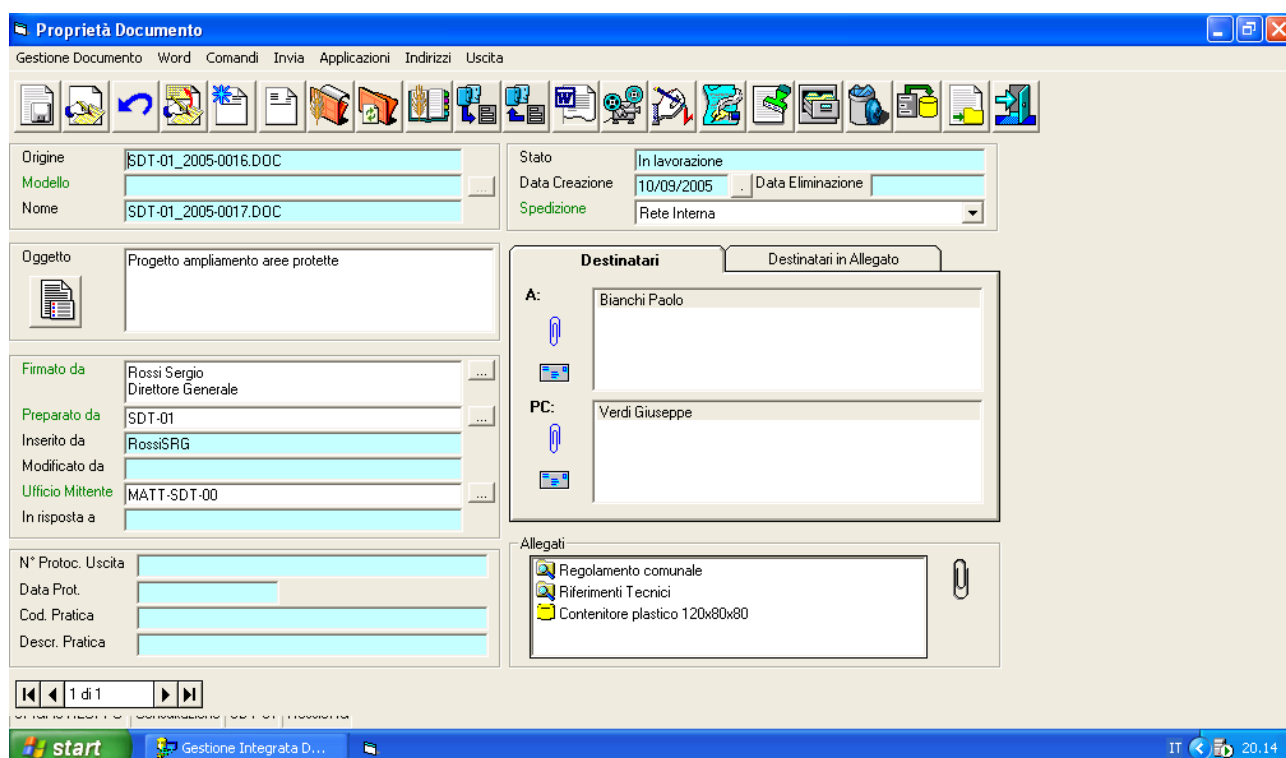 Proprietà Documento
Gestione Documento Word Comandi Invia Applicazioni Indirizzi Uscita
Origine SDT-01_2005-0016.DOC
Modello ...
Nome SDT-01_2005-0017.DOC
Stato In lavorazione
Data Creazione 10/09/2005 . Data Eliminazione
Spedizione Rete Interna
Oggetto Progetto ampliamento aree protette
Destinatari Destinatari in Allegato
A: Bianchi Paolo
PC: Verdi Giuseppe
Firmato da Rossi Sergio ...
Direttore Generale
Preparato da SDT-01 ...
Inserito da RossiSRG
Modificato da
Ufficio Mittente MATT-SDT-00 ...
In risposta a
N° Protoc. Uscita
Data Prot.
Cod. Pratica
Descr. Pratica
Allegati
Regolamento comunale
Riferimenti Tecnici
Contenitore plastico 120x80x80
1 di 1
start Gestione Integrata D... IT 20.14